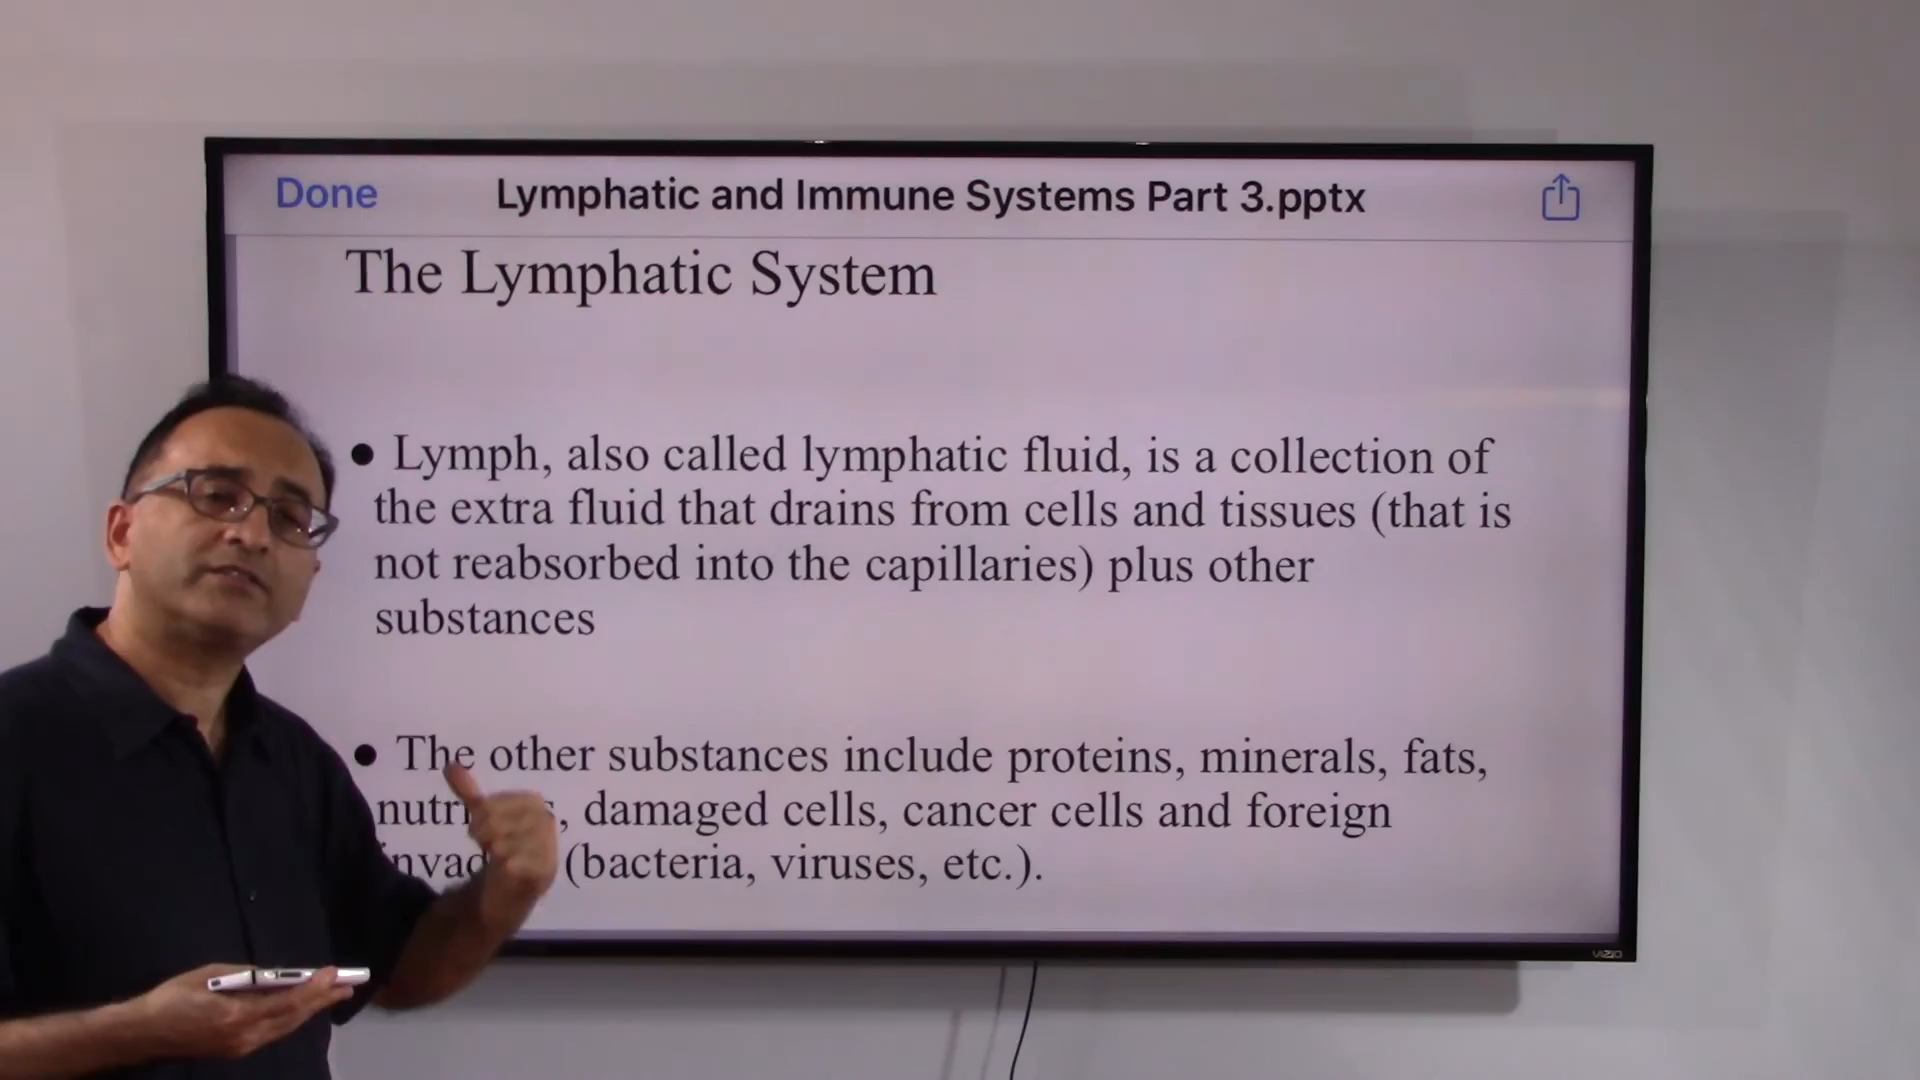 Done Lymphatic and Immune Systems Part 3.pptx
The Lymphatic System
• Lymph, also called lymphatic fluid, is a collection of
the extra fluid that drains from cells and tissues (that is
not reabsorbed into the capillaries) plus other
substances
• The other substances include proteins, minerals, fats,
damaged cells, cancer cells and foreign
(bacteria, viruses, etc.).
VIZIO